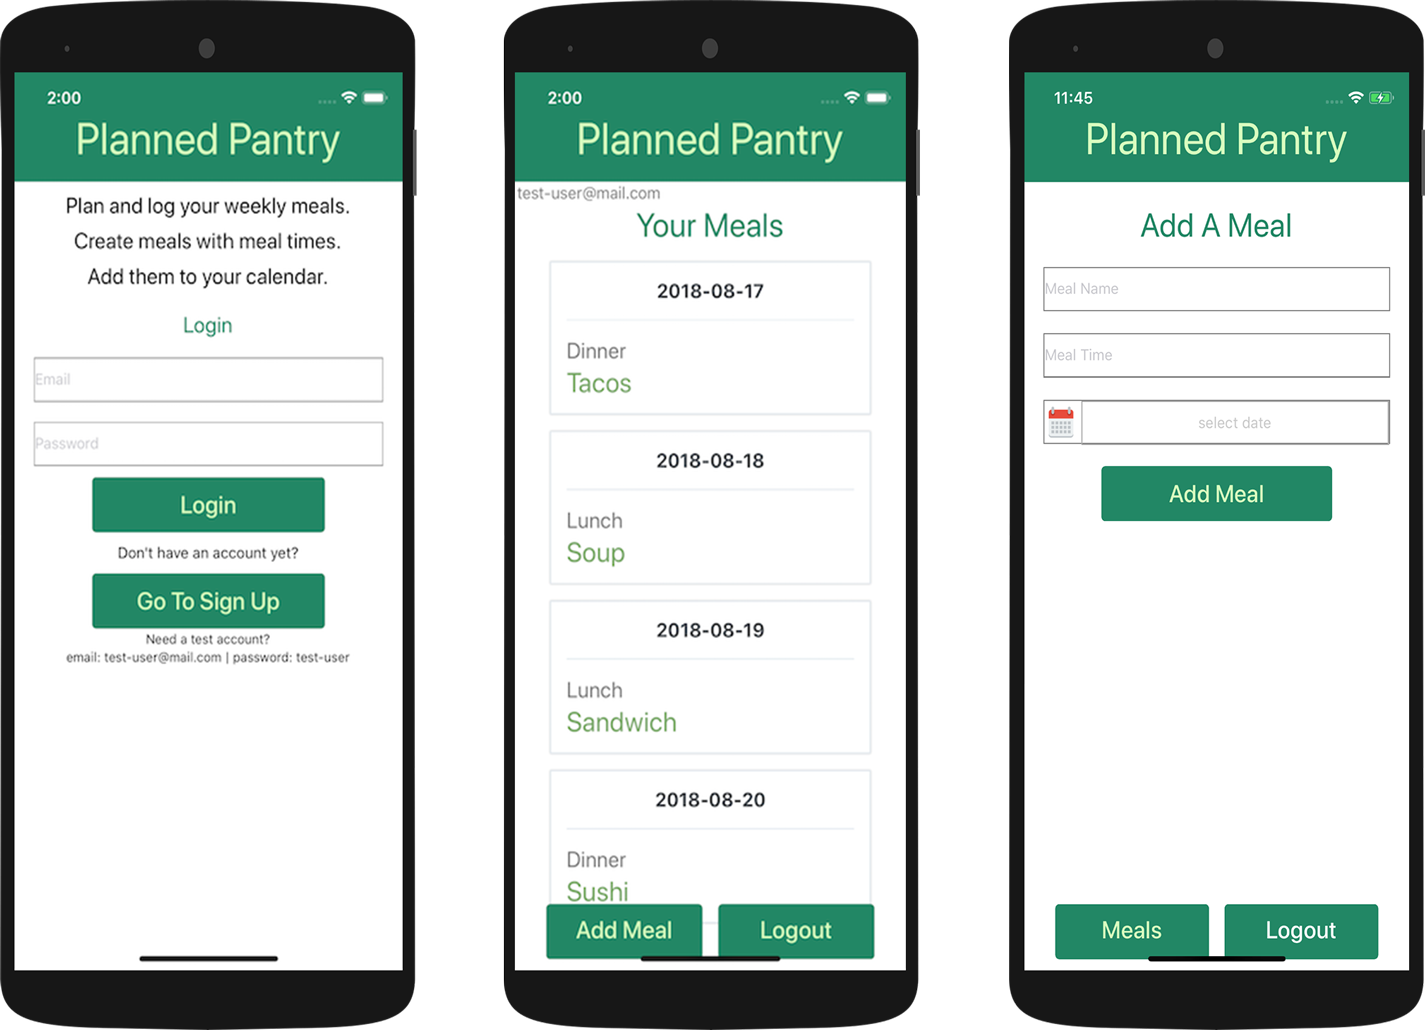 2:00
Planned Pantry
Plan and log your weekly meals.
Create meals with meal times.
Add them to your calendar.
Login
Email
Password
Login
Don't have an account yet?
Go To Sign Up
Need a test account?
email: test-user@mail.com | password: test-user
2:00
Planned Pantry
test-user@mail.com
Your Meals
2018-08-17
Dinner
Tacos
2018-08-18
Lunch
Soup
2018-08-19
Lunch
Sandwich
2018-08-20
Dinner
Sushi
Add Meal Logout
11:45
Planned Pantry
Add A Meal
Meal Name
Meal Time
select date
Add Meal
Meals Logout